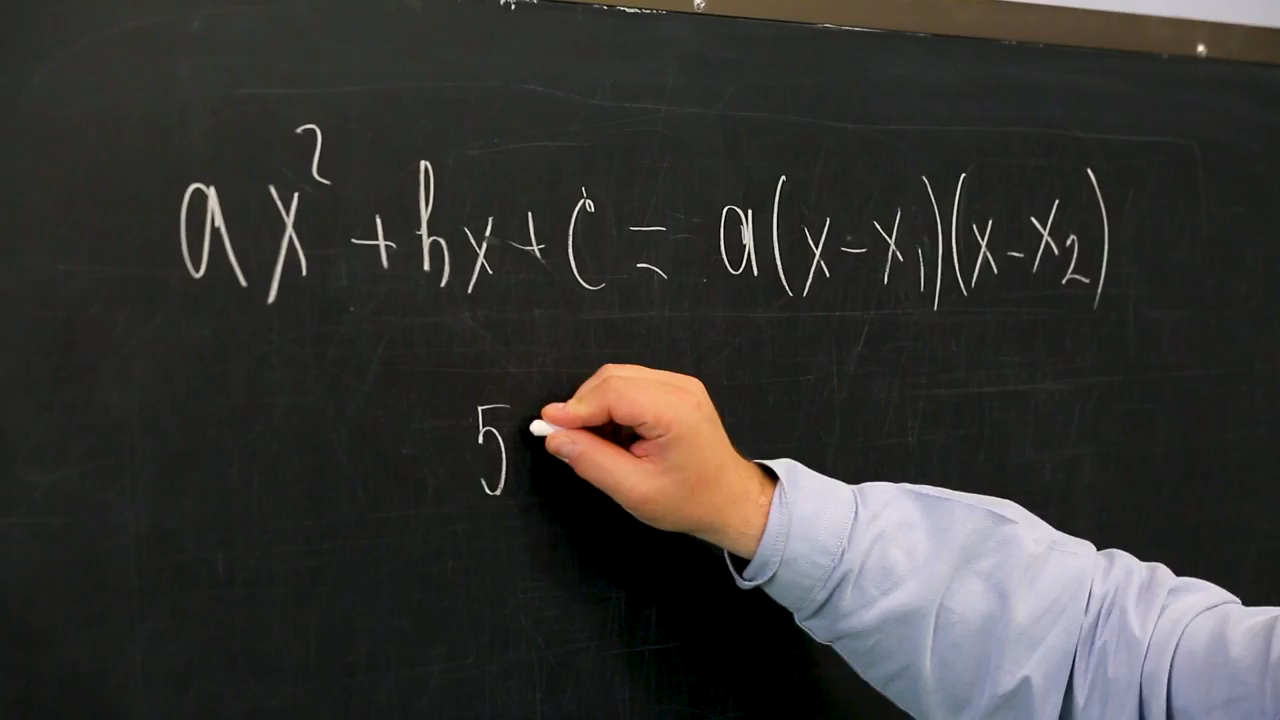 ax² + bx + c = a(x - x₁)(x - x₂)
5